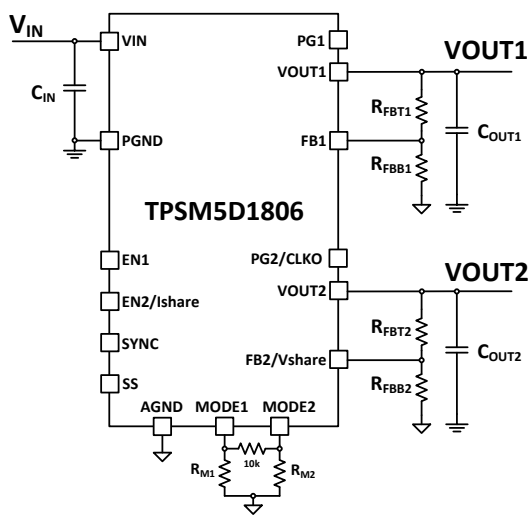 VIN
VIN
CIN
PGND
TPSM5D1806
EN1
EN2/Ishare
SYNC
SS
AGND
MODE1
MODE2
PG1
VOUT1
FB1
PG2/CLKO
VOUT2
FB2/Vshare
VOUT1
RFBT1
RFBB1
COUT1
VOUT2
RFBT2
RFBB2
COUT2
RM1
10k
RM2